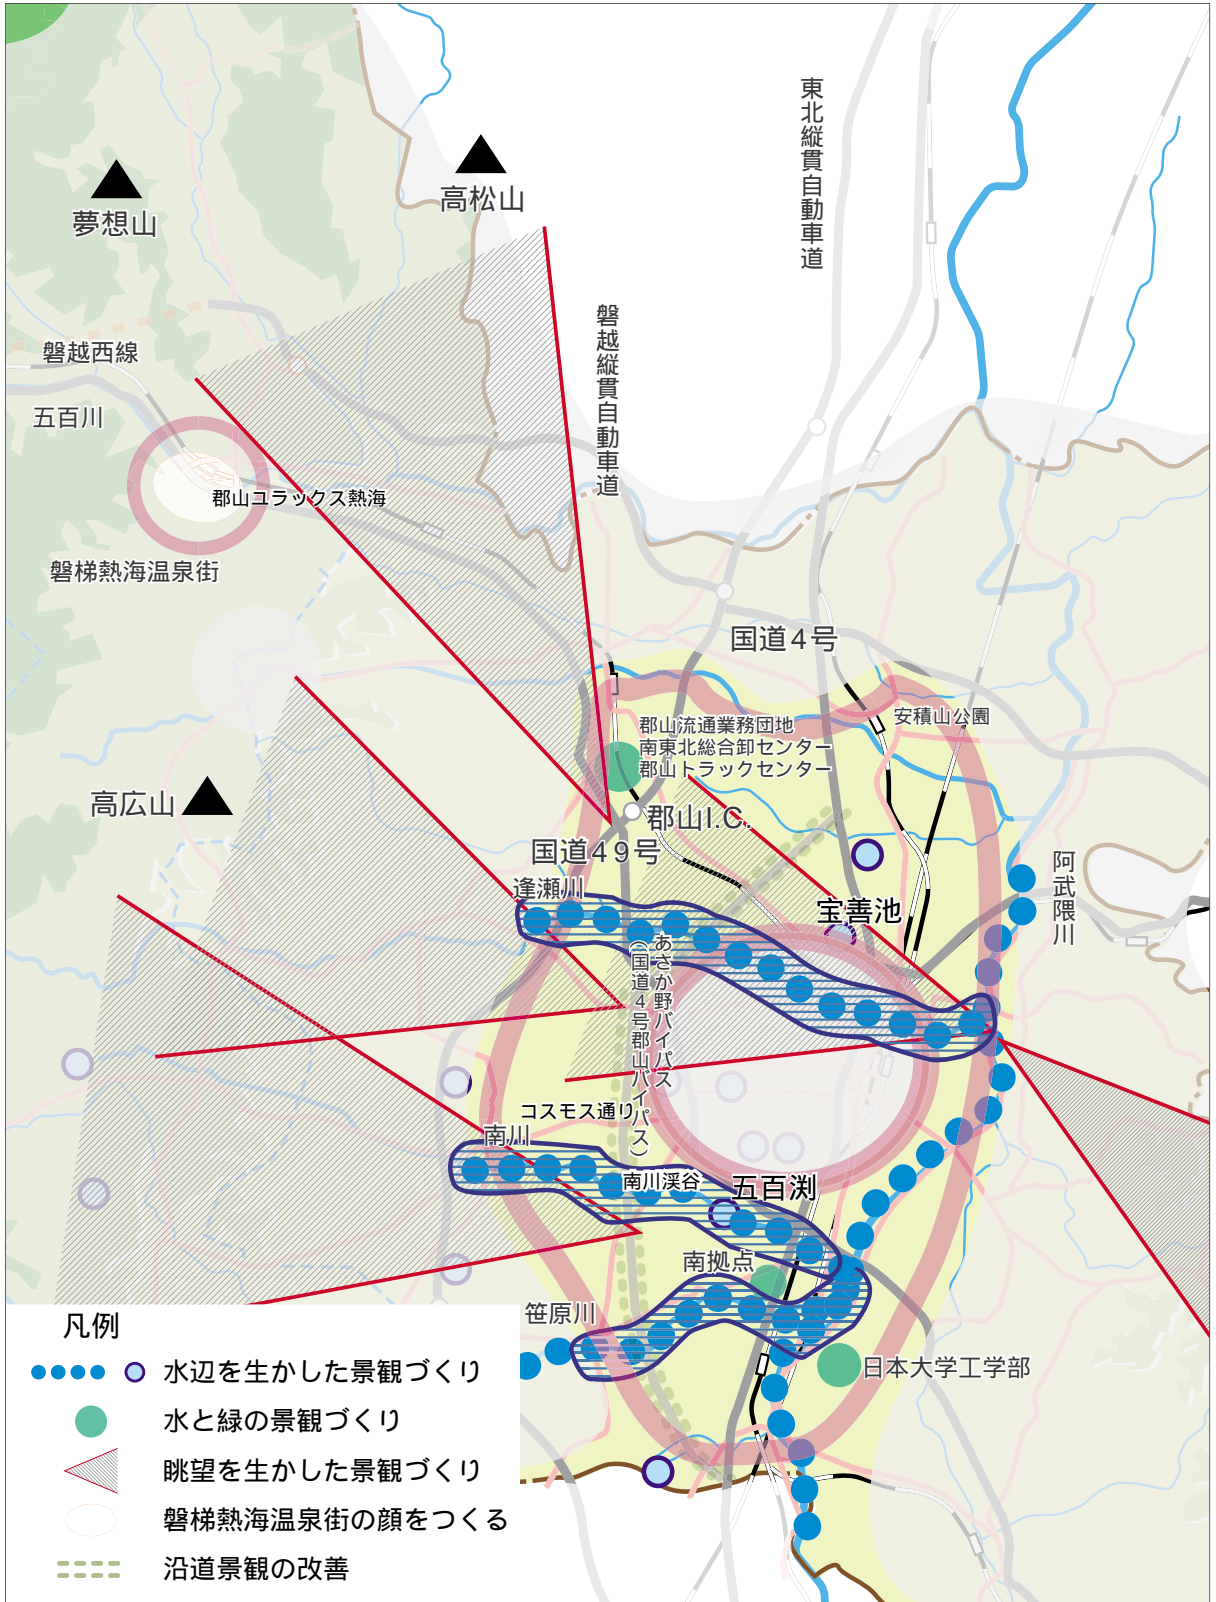 東北縦貫自動車道
高松山
夢想山
磐越縦貫自動車道
磐越西線
五百川
郡山ユラックス熱海
磐梯熱海温泉街
国道4号
安積山公園
郡山流通業務団地
南東北総合卸センター
郡山トラックセンター
高広山
郡山I.C.
国道49号
逢瀬川
阿武隈川
宝善池
あさか野バイパス
(国道4号郡山バイパス)
コスモス通り
南川
南川渓谷
五百渕
南拠点
笹原川
日本大学工学部
凡例
水辺を生かした景観づくり
水と緑の景観づくり
眺望を生かした景観づくり
磐梯熱海温泉街の顔をつくる
沿道景観の改善